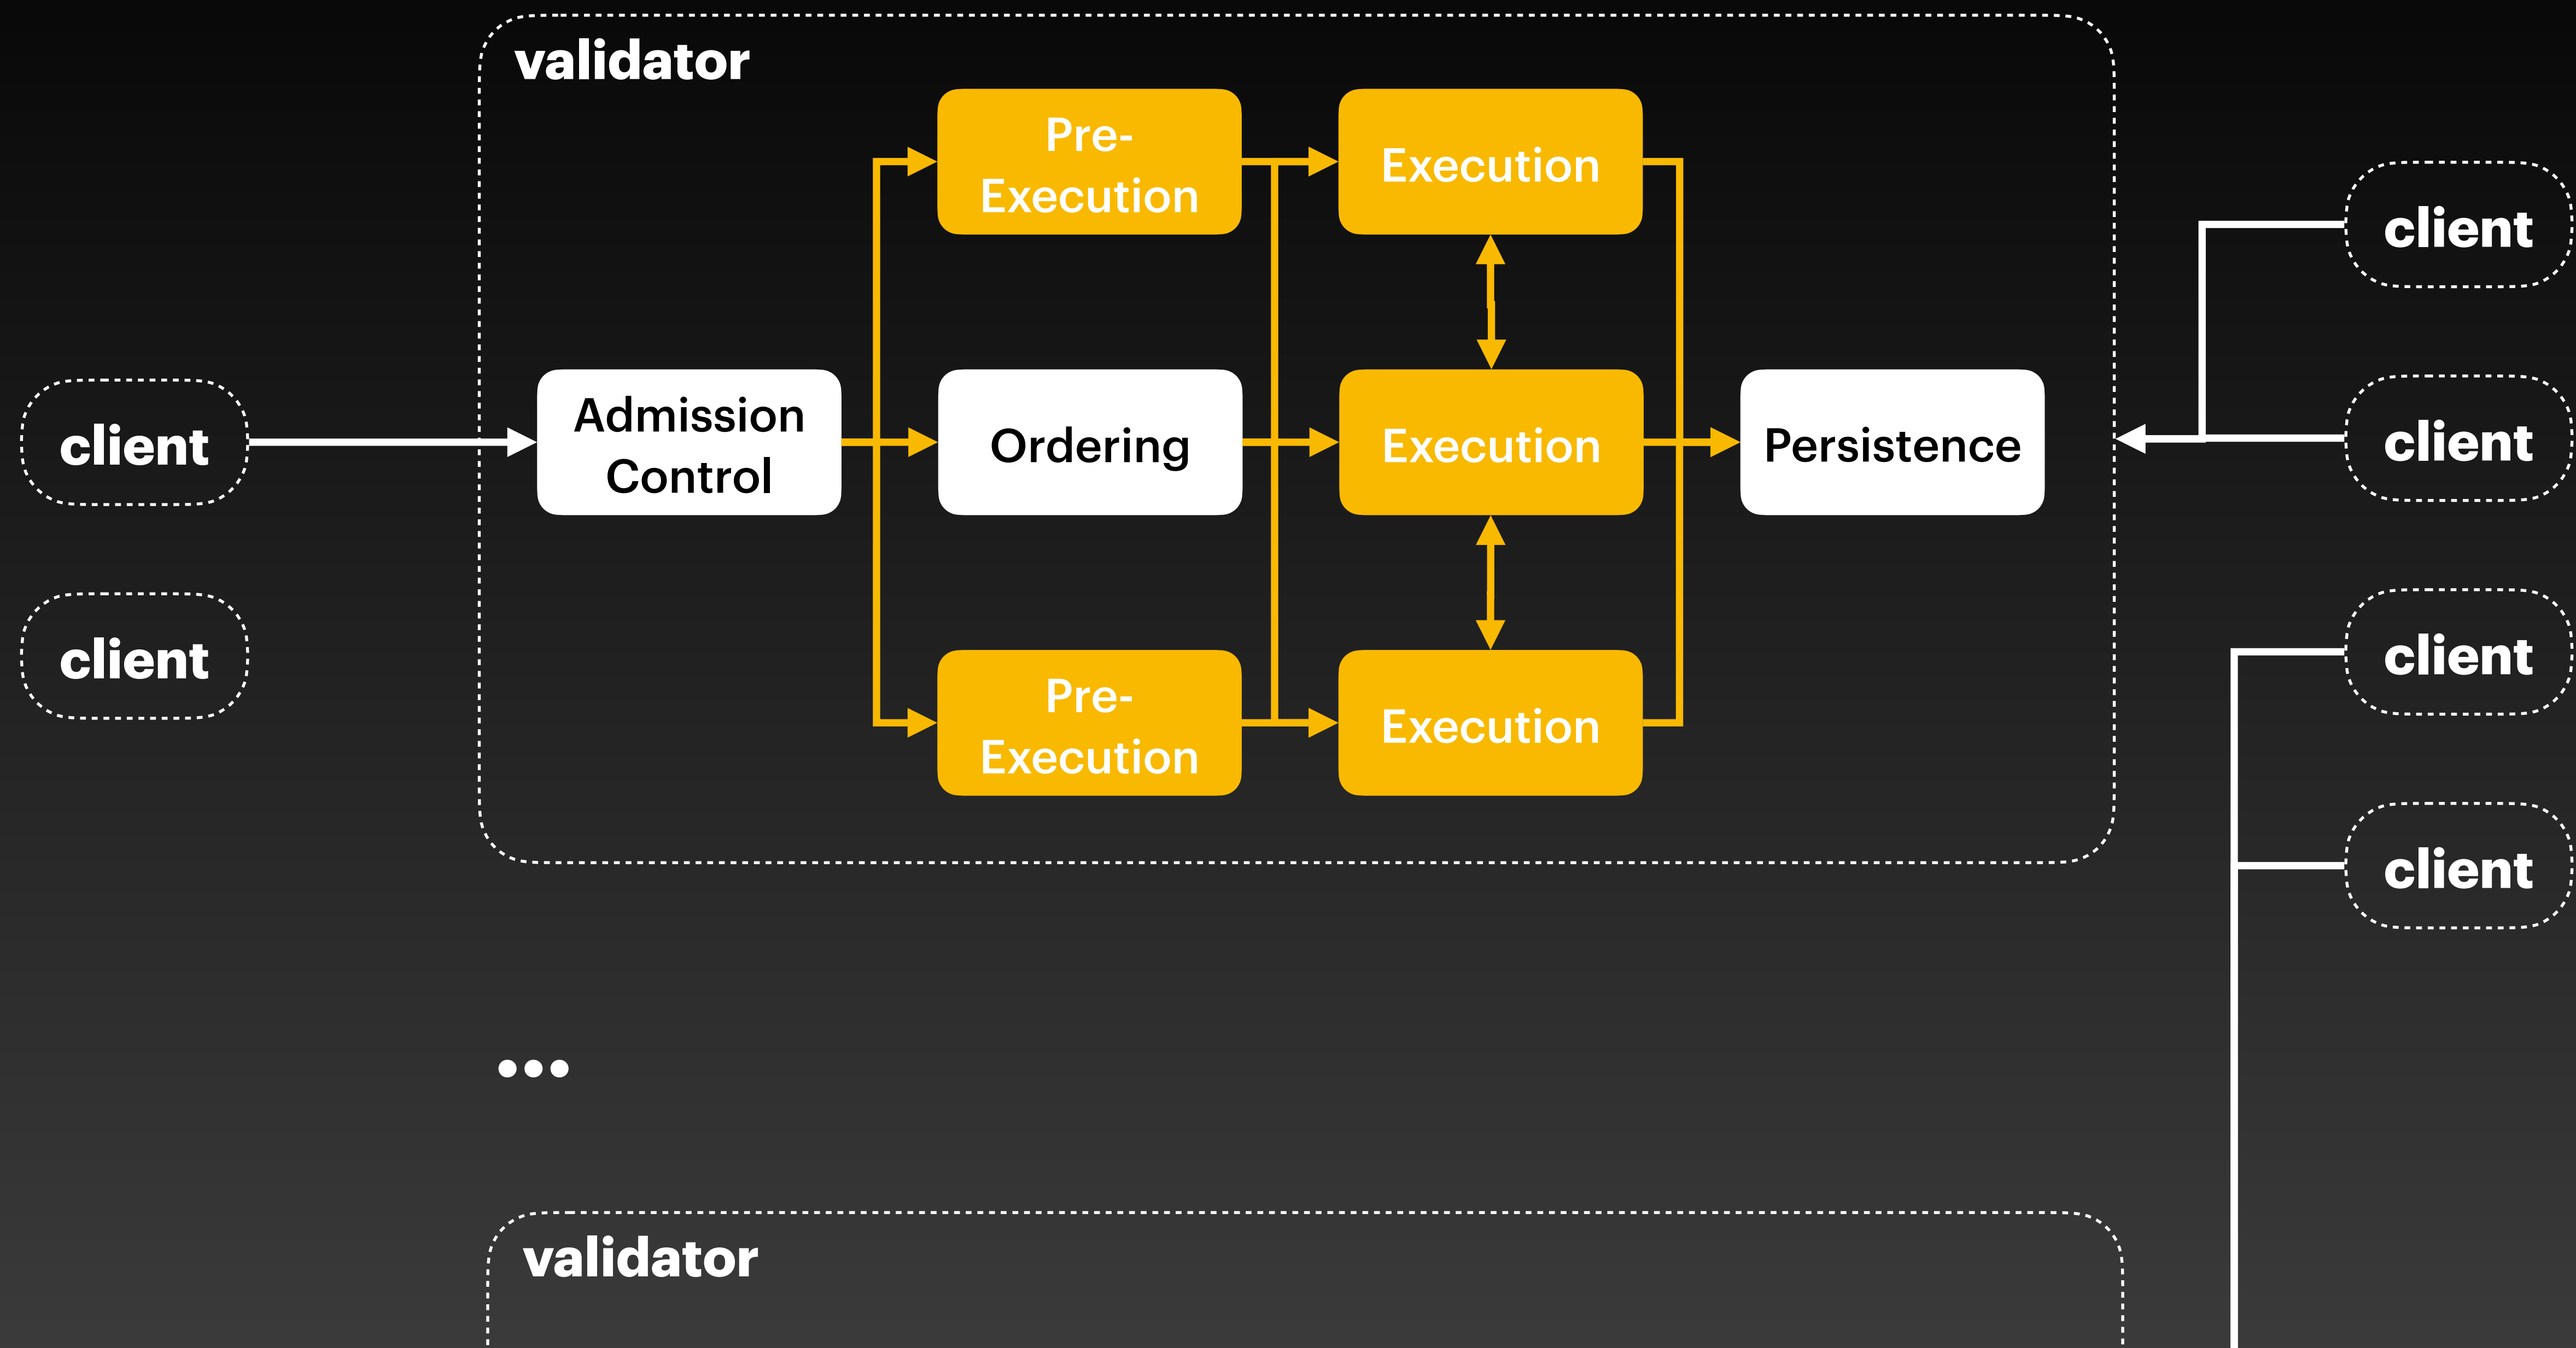 validator
Pre-
Execution
Execution
client
client
Admission
Control
Ordering
Execution
Persistence
client
client
client
Pre-
Execution
Execution
client
•••
validator